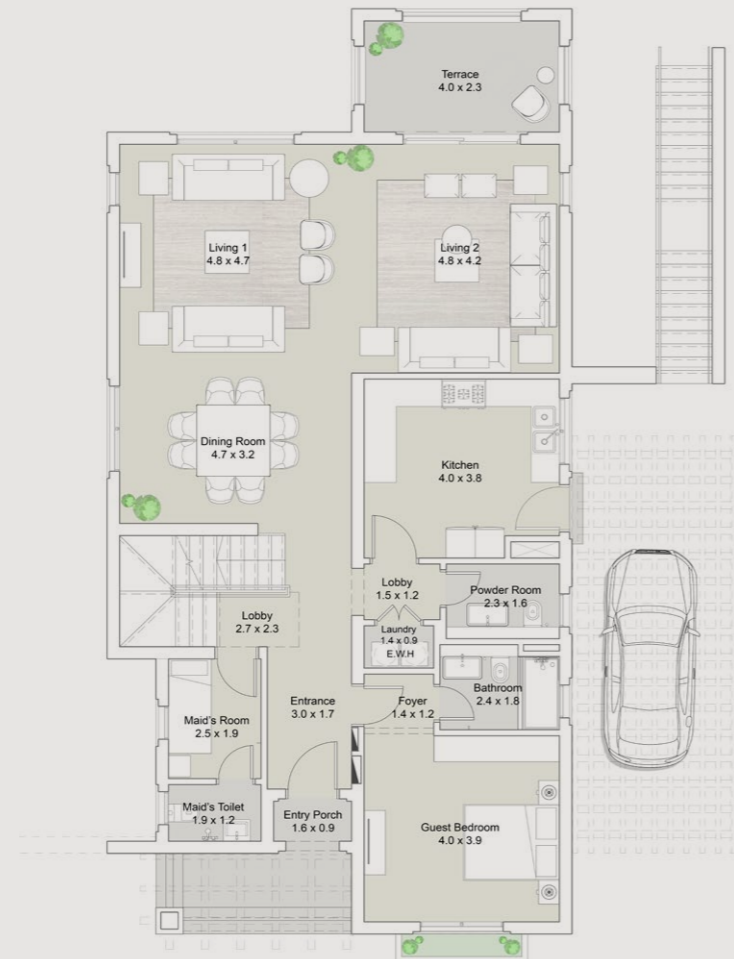 Terrace
4.0 x 2.3
Living 1
4.8 x 4.7
Living 2
4.8 x 4.2
Dining Room
4.7 x 3.2
Kitchen
4.0 x 3.8
Lobby
1.5 x 1.2
Powder Room
2.3 x 1.6
Lobby
2.7 x 2.3
Laundry
1.4 x 0.9
E.W.H
Maid's Room
2.5 x 1.9
Entrance
3.0 x 1.7
Foyer
1.4 x 1.2
Bathroom
2.4 x 1.8
Maid's Toilet
1.9 x 1.2
Entry Porch
1.6 x 0.9
Guest Bedroom
4.0 x 3.9